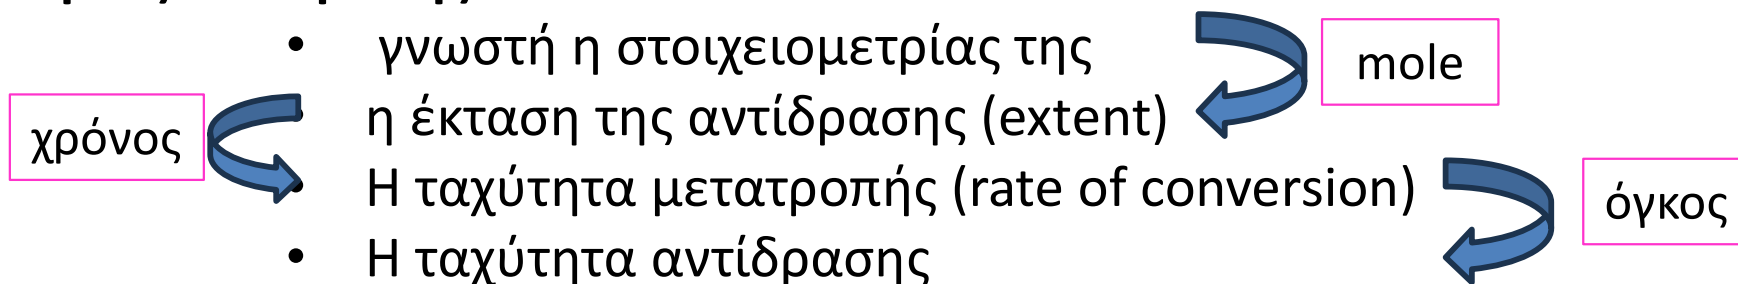 • γνωστή η στοιχειομετρίας της
mole
• η έκταση της αντίδρασης (extent)
χρόνος
• Η ταχύτητα μετατροπής (rate of conversion)
όγκος
• Η ταχύτητα αντίδρασης